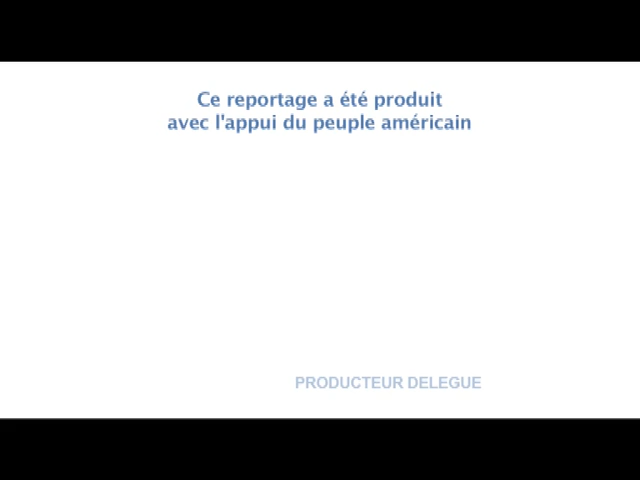 Ce reportage a été produit
avec l'appui du peuple américain
PRODUCTEUR DELEGUE